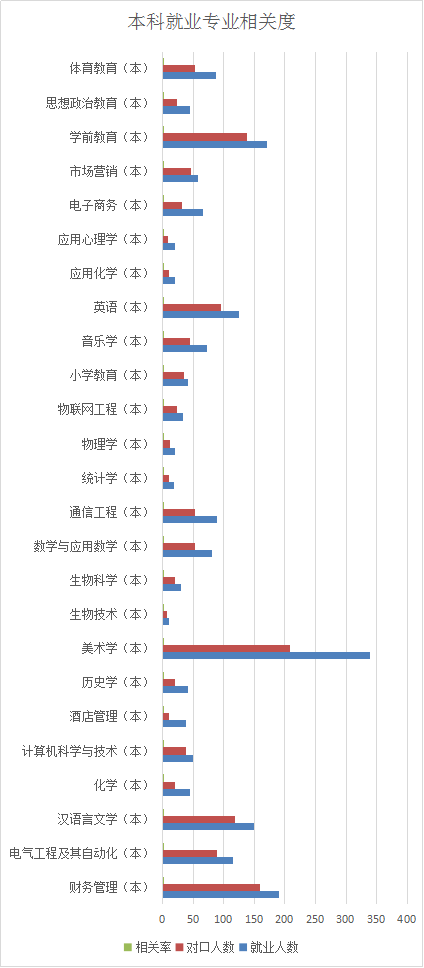 本科就业专业相关度
体育教育（本）
思想政治教育（本）
学前教育（本）
市场营销（本）
电子商务（本）
应用心理学（本）
应用化学（本）
英语（本）
音乐学（本）
小学教育（本）
物联网工程（本）
物理学（本）
统计学（本）
通信工程（本）
数学与应用数学（本）
生物科学（本）
生物技术（本）
美术学（本）
历史学（本）
酒店管理（本）
计算机科学与技术（本）
化学（本）
汉语言文学（本）
电气工程及其自动化（本）
财务管理（本）
0 50 100 150 200 250 300 350 400
相关率 对口人数 就业人数